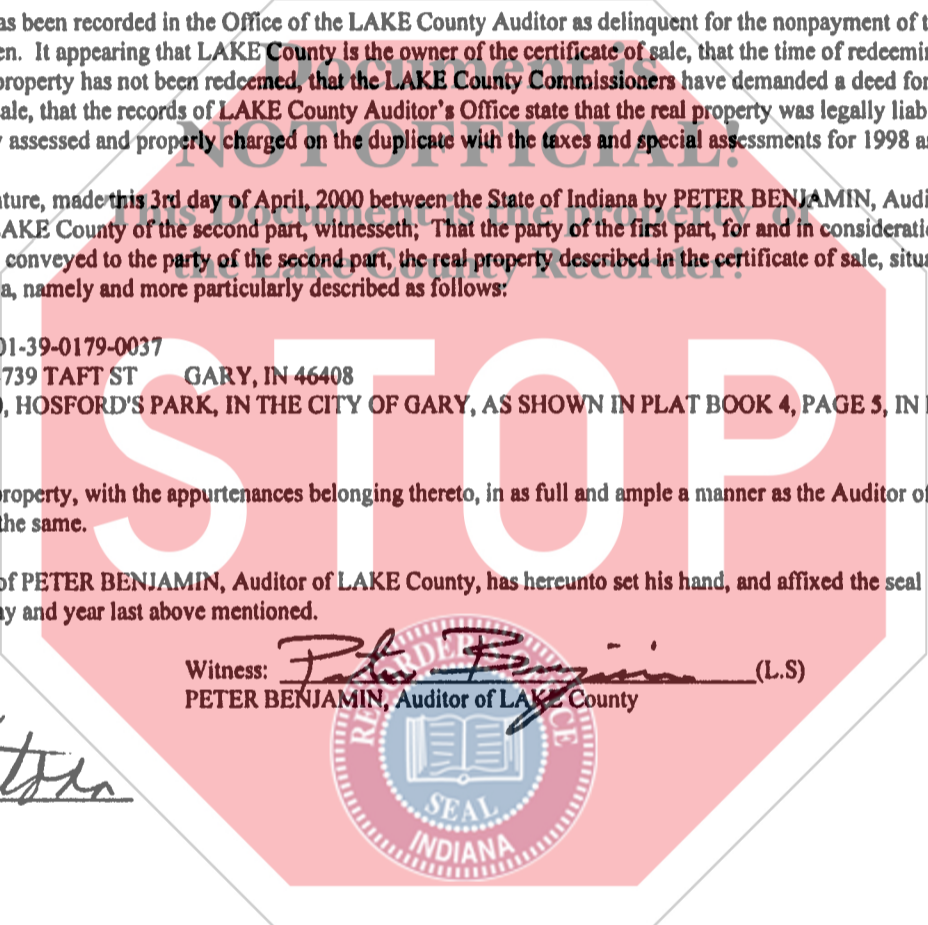 as been recorded in the Office of the LAKE County Auditor as delinquent for the nonpayment of t
en. It appearing that LAKE County is the owner of the certificate of sale, that the time of redeemin
property has not been redeemed, that the LAKE County Commissioners have demanded a deed for
ale, that the records of LAKE County Auditor's Office state that the real property was legally liab
assessed and properly charged on the duplicate with the taxes and special assessments for 1998 a
Document is
NOT OFFICIAL!
This Document is the property of
the Lake County Recorder!
nture, made this 3rd day of April, 2000 between the State of Indiana by PETER BENJAMIN, Audi
AKE County of the second part, witnesseth; That the party of the first part, for and in consideratio
conveyed to the party of the second part, the real property described in the certificate of sale, situa
a, namely and more particularly described as follows:
01-39-0179-0037
739 TAFT ST GARY, IN 46408
), HOSFORD'S PARK, IN THE CITY OF GARY, AS SHOWN IN PLAT BOOK 4, PAGE 5, IN
STOP
property, with the appurtenances belonging thereto, in as full and ample a manner as the Auditor of
the same.
of PETER BENJAMIN, Auditor of LAKE County, has hereunto set his hand, and affixed the seal
y and year last above mentioned.
Witness: Peter Benjamin (L.S)
PETER BENJAMIN, Auditor of LAKE County
RECORDER'S OFFICE
SEAL
INDIANA